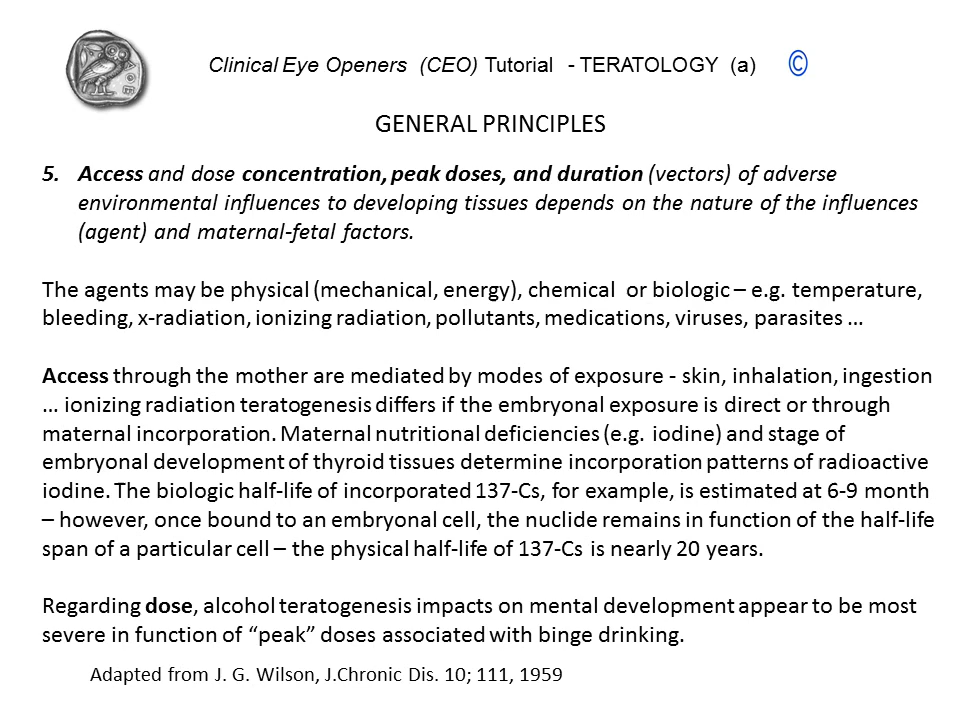 Clinical Eye Openers (CEO) Tutorial - TERATOLOGY (a) ©
GENERAL PRINCIPLES
5. Access and dose concentration, peak doses, and duration (vectors) of adverse
environmental influences to developing tissues depends on the nature of the influences
(agent) and maternal-fetal factors.
The agents may be physical (mechanical, energy), chemical or biologic – e.g. temperature,
bleeding, x-radiation, ionizing radiation, pollutants, medications, viruses, parasites ...
Access through the mother are mediated by modes of exposure - skin, inhalation, ingestion
... ionizing radiation teratogenesis differs if the embryonal exposure is direct or through
maternal incorporation. Maternal nutritional deficiencies (e.g. iodine) and stage of
embryonal development of thyroid tissues determine incorporation patterns of radioactive
iodine. The biologic half-life of incorporated 137-Cs, for example, is estimated at 6-9 month
– however, once bound to an embryonal cell, the nuclide remains in function of the half-life
span of a particular cell – the physical half-life of 137-Cs is nearly 20 years.
Regarding dose, alcohol teratogenesis impacts on mental development appear to be most
severe in function of “peak” doses associated with binge drinking.
Adapted from J. G. Wilson, J.Chronic Dis. 10; 111, 1959